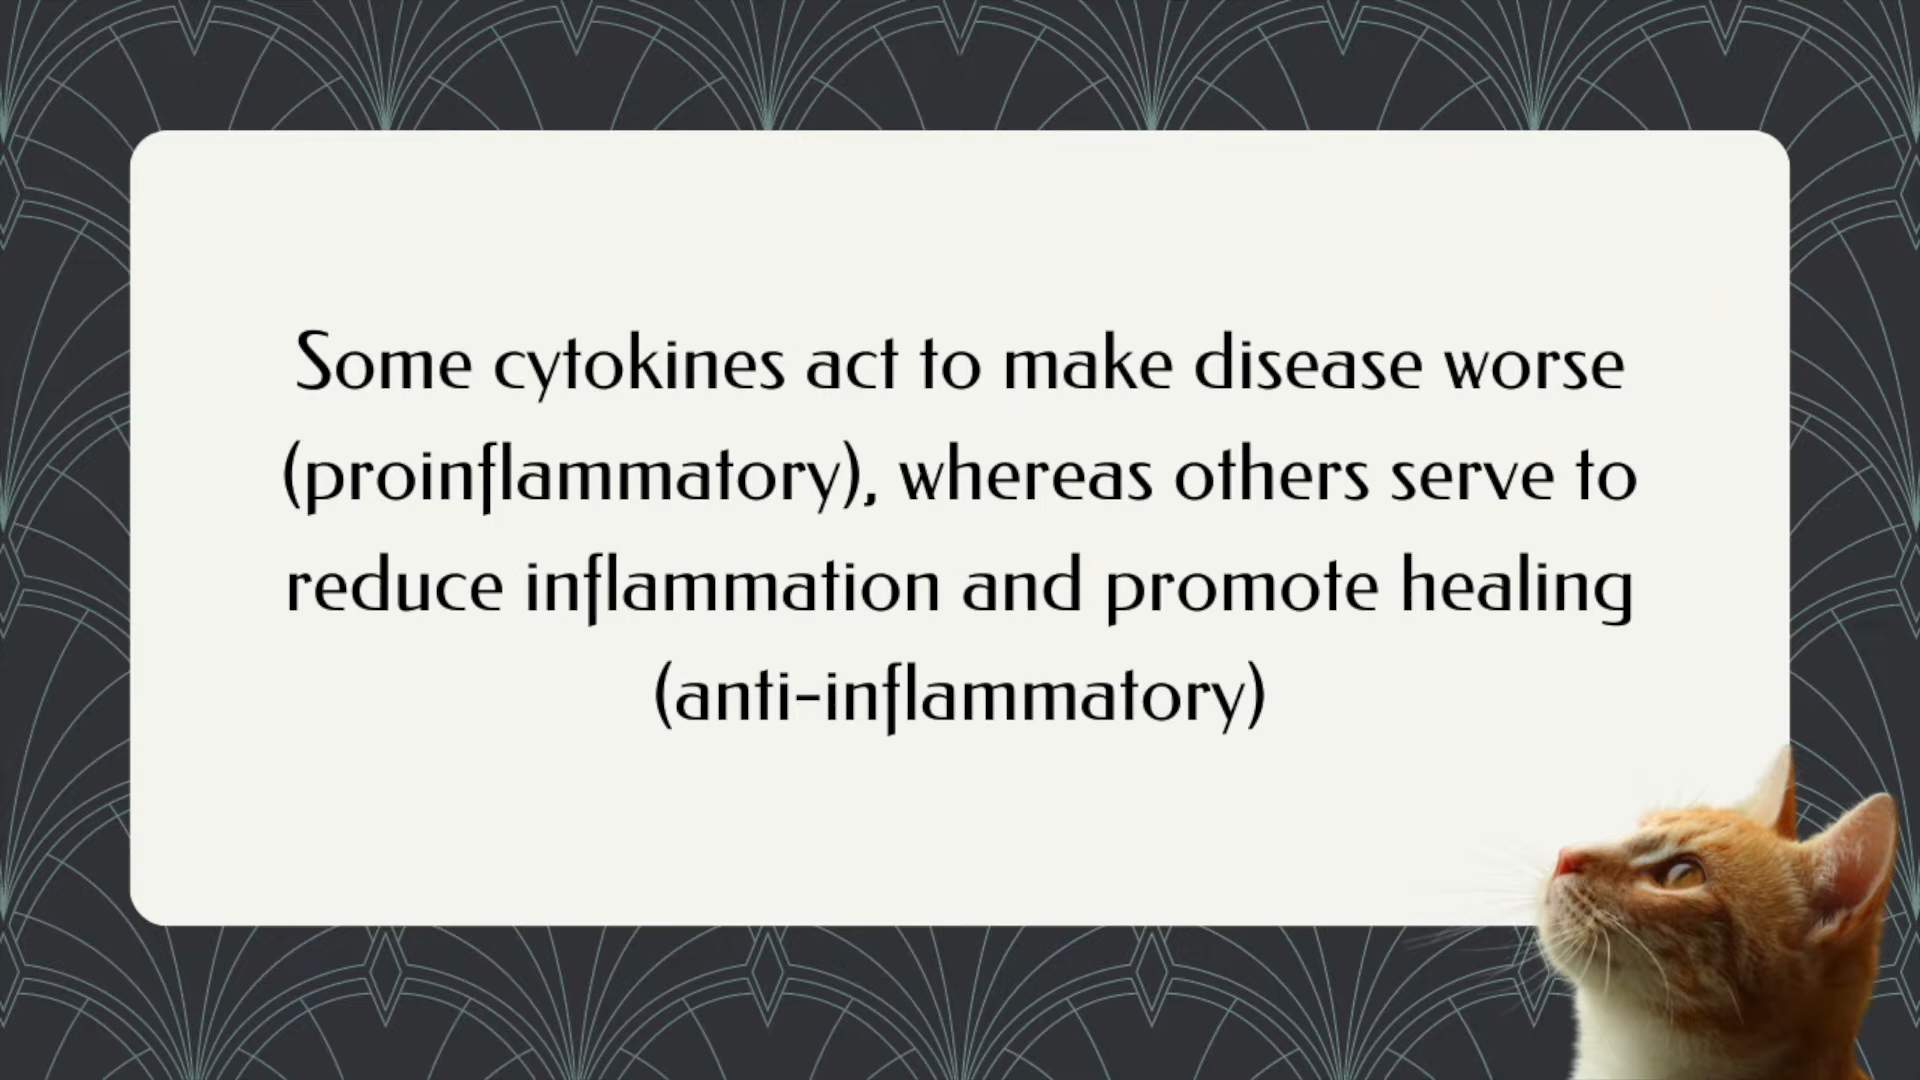 Some cytokines act to make disease worse
(proinflammatory), whereas others serve to
reduce inflammation and promote healing
(anti-inflammatory)